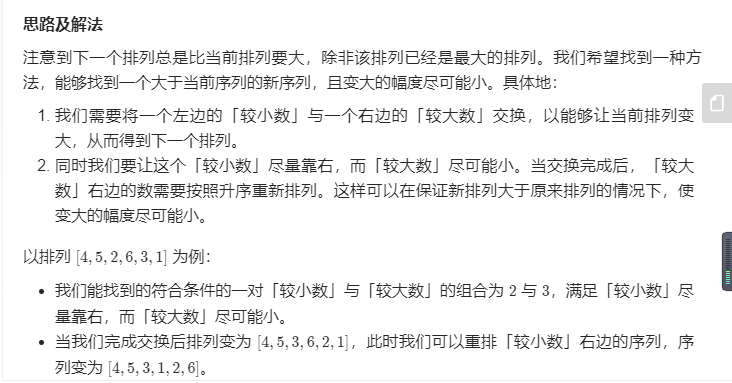 思路及解法
注意到下一个排列总是比当前排列要大，除非该排列已经是最大的排列。我们希望找到一种方
法，能够找到一个大于当前序列的新序列，且变大的幅度尽可能小。具体地：
1. 我们需要将一个左边的「较小数」与一个右边的「较大数」交换，以能够让当前排列变
大，从而得到下一个排列。
2. 同时我们要让这个「较小数」尽量靠右，而「较大数」尽可能小。当交换完成后，「较大
数」右边的数需要按照升序重新排列。这样可以在保证新排列大于原来排列的情况下，使
变大的幅度尽可能小。
以排列 [4, 5, 2, 6, 3, 1] 为例：
• 我们能找到的符合条件的一对「较小数」与「较大数」的组合为 2 与 3，满足「较小数」尽
量靠右，而「较大数」尽可能小。
• 当我们完成交换后排列变为 [4, 5, 3, 6, 2, 1]，此时我们可以重排「较小数」右边的序列，序
列变为 [4, 5, 3, 1, 2, 6]。